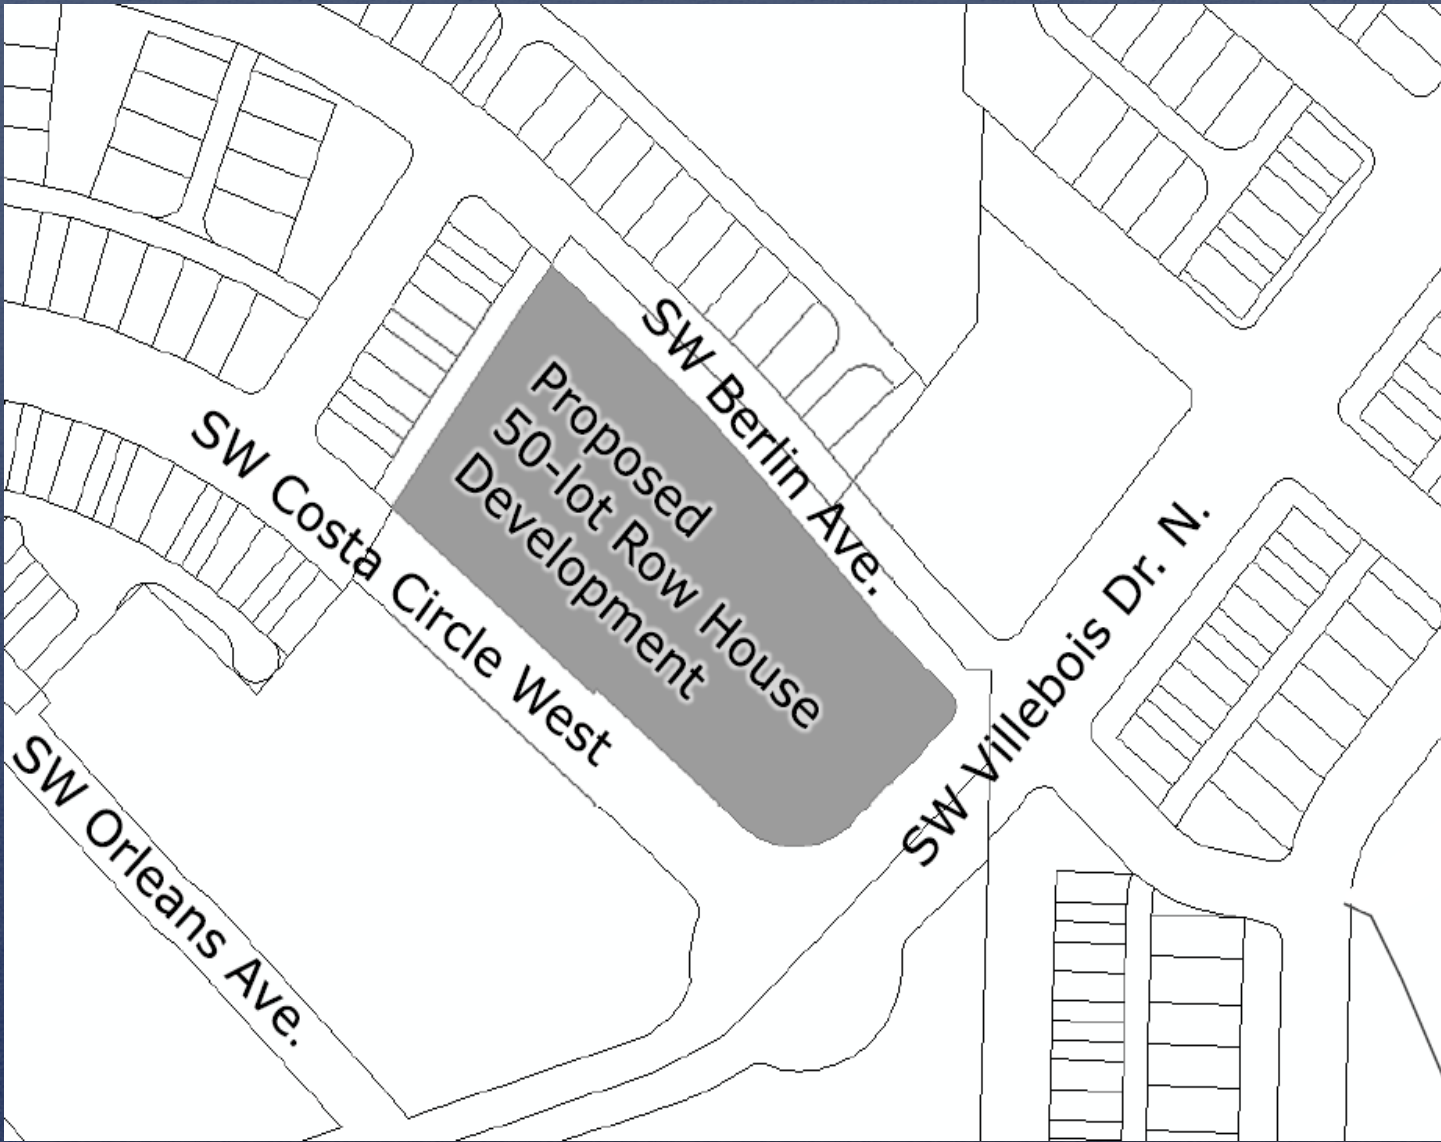 SW Berlin Ave.
Proposed
50-lot Row House
Development
SW Costa Circle West
SW Villebois Dr. N.
SW Orleans Ave.